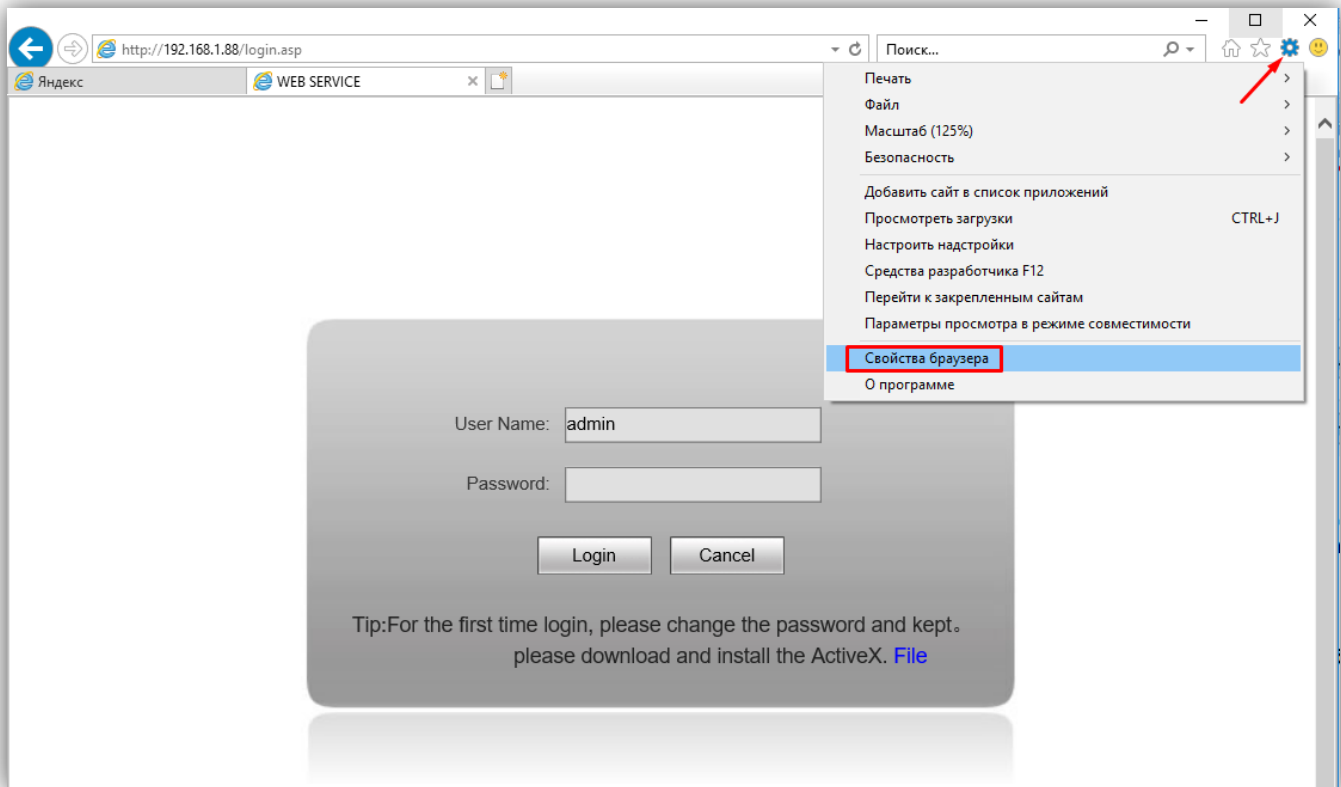 http://192.168.1.88/login.asp
Поиск...
Яндекс
WEB SERVICE
Печать
Файл
Масштаб (125%)
Безопасность
Добавить сайт в список приложений
Просмотреть загрузки CTRL+J
Настроить надстройки
Средства разработчика F12
Перейти к закрепленным сайтам
Параметры просмотра в режиме совместимости
Свойства браузера
О программе
User Name: admin
Password:
Login Cancel
Tip:For the first time login, please change the password and kept。
please download and install the ActiveX. File